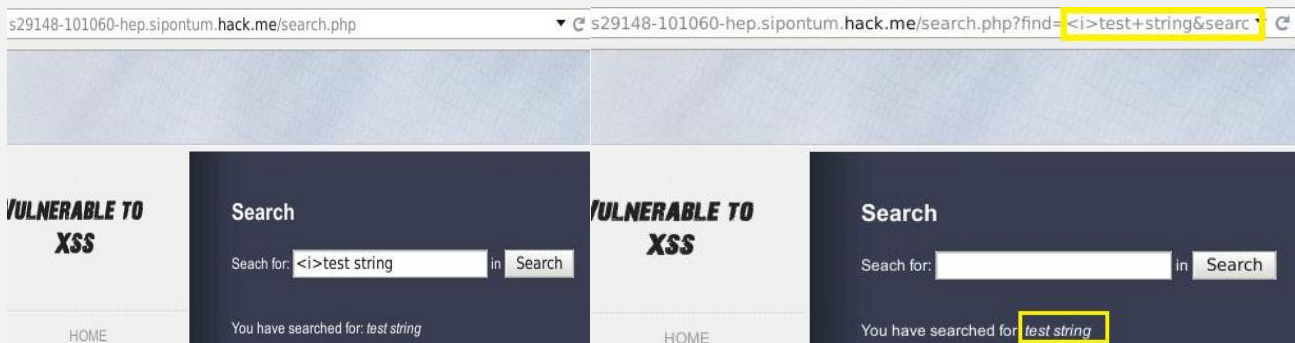 s29148-101060-hep.sipontum.hack.me/search.php
VULNERABLE TO
XSS
HOME
Search
Seach for: <i>test string in Search
You have searched for: test string
s29148-101060-hep.sipontum.hack.me/search.php?find=<i>test+string&searc
VULNERABLE TO
XSS
HOME
Search
Seach for: in Search
You have searched for test string